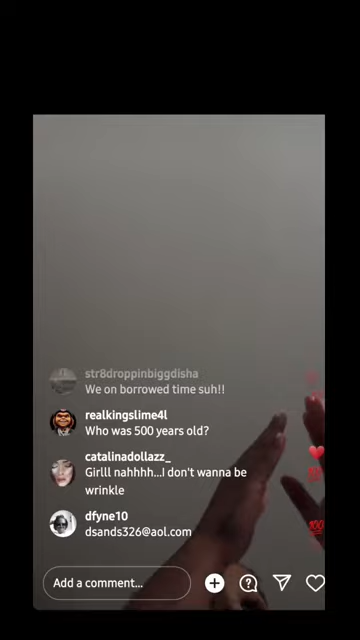 str8droppinbiggdisha
We on borrowed time suh!!
realkingslime4l
Who was 500 years old?
catalinadollazz_
Girlll nahhhh...I don't wanna be
wrinkle
dfyne10
dsands326@aol.com
Add a comment...